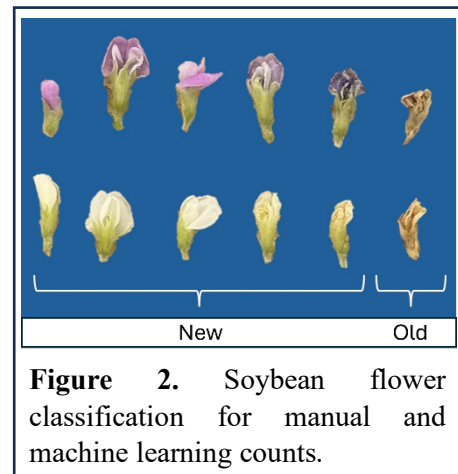 New Old
Figure 2. Soybean flower
classification for manual and
machine learning counts.